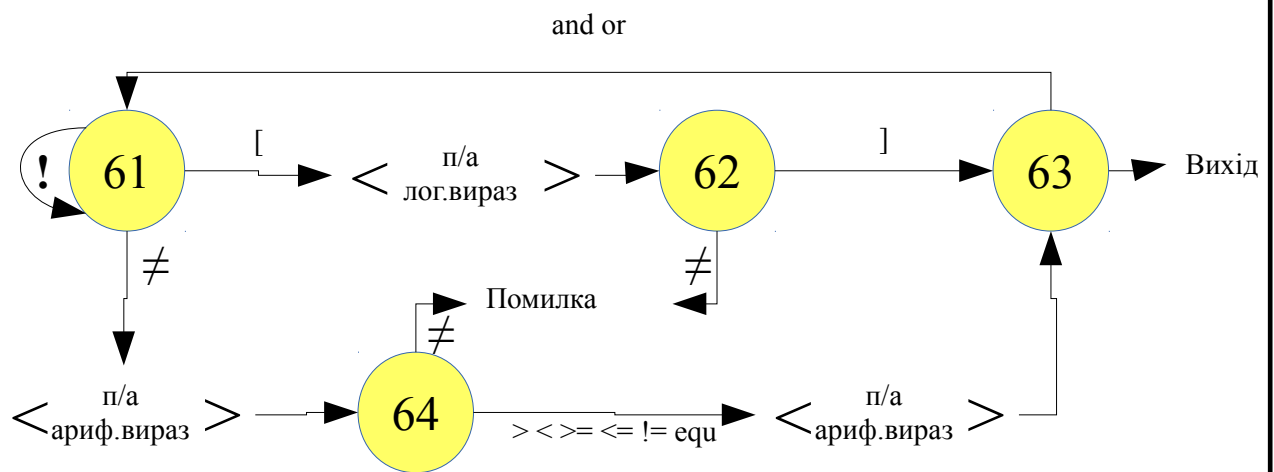 and or
! 61 [ < п/а лог.вираз > 62 ] 63 Вихід
≠ ≠
Помилка
≠
< п/а ариф.вираз > 64 > < >= <= != equ < п/а ариф.вираз >